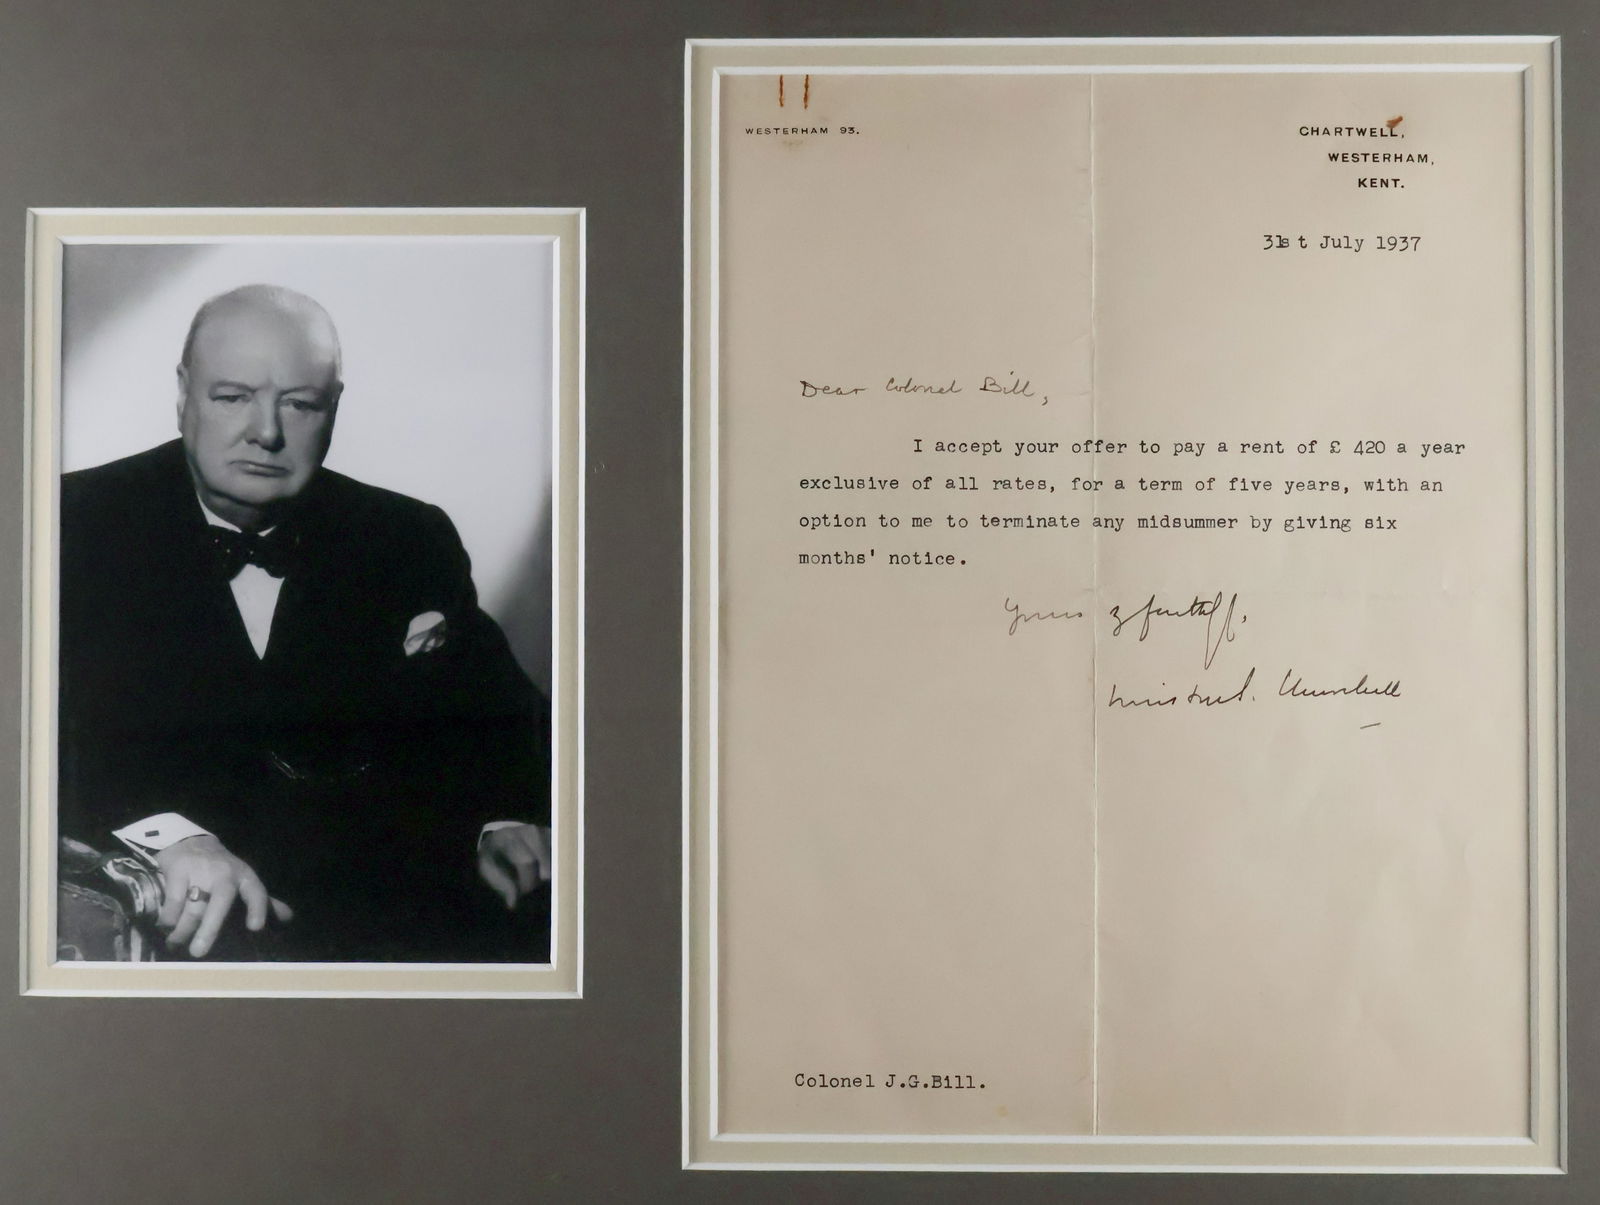 WESTERHAM 93.
CHARTWELL,
WESTERHAM,
KENT.
31st July 1937
Dear Colonel Bill,
I accept your offer to pay a rent of £ 420 a year
exclusive of all rates, for a term of five years, with an
option to me to terminate any midsummer by giving six
months' notice.
Yours
Winston S. Churchill
Colonel J.G.Bill.